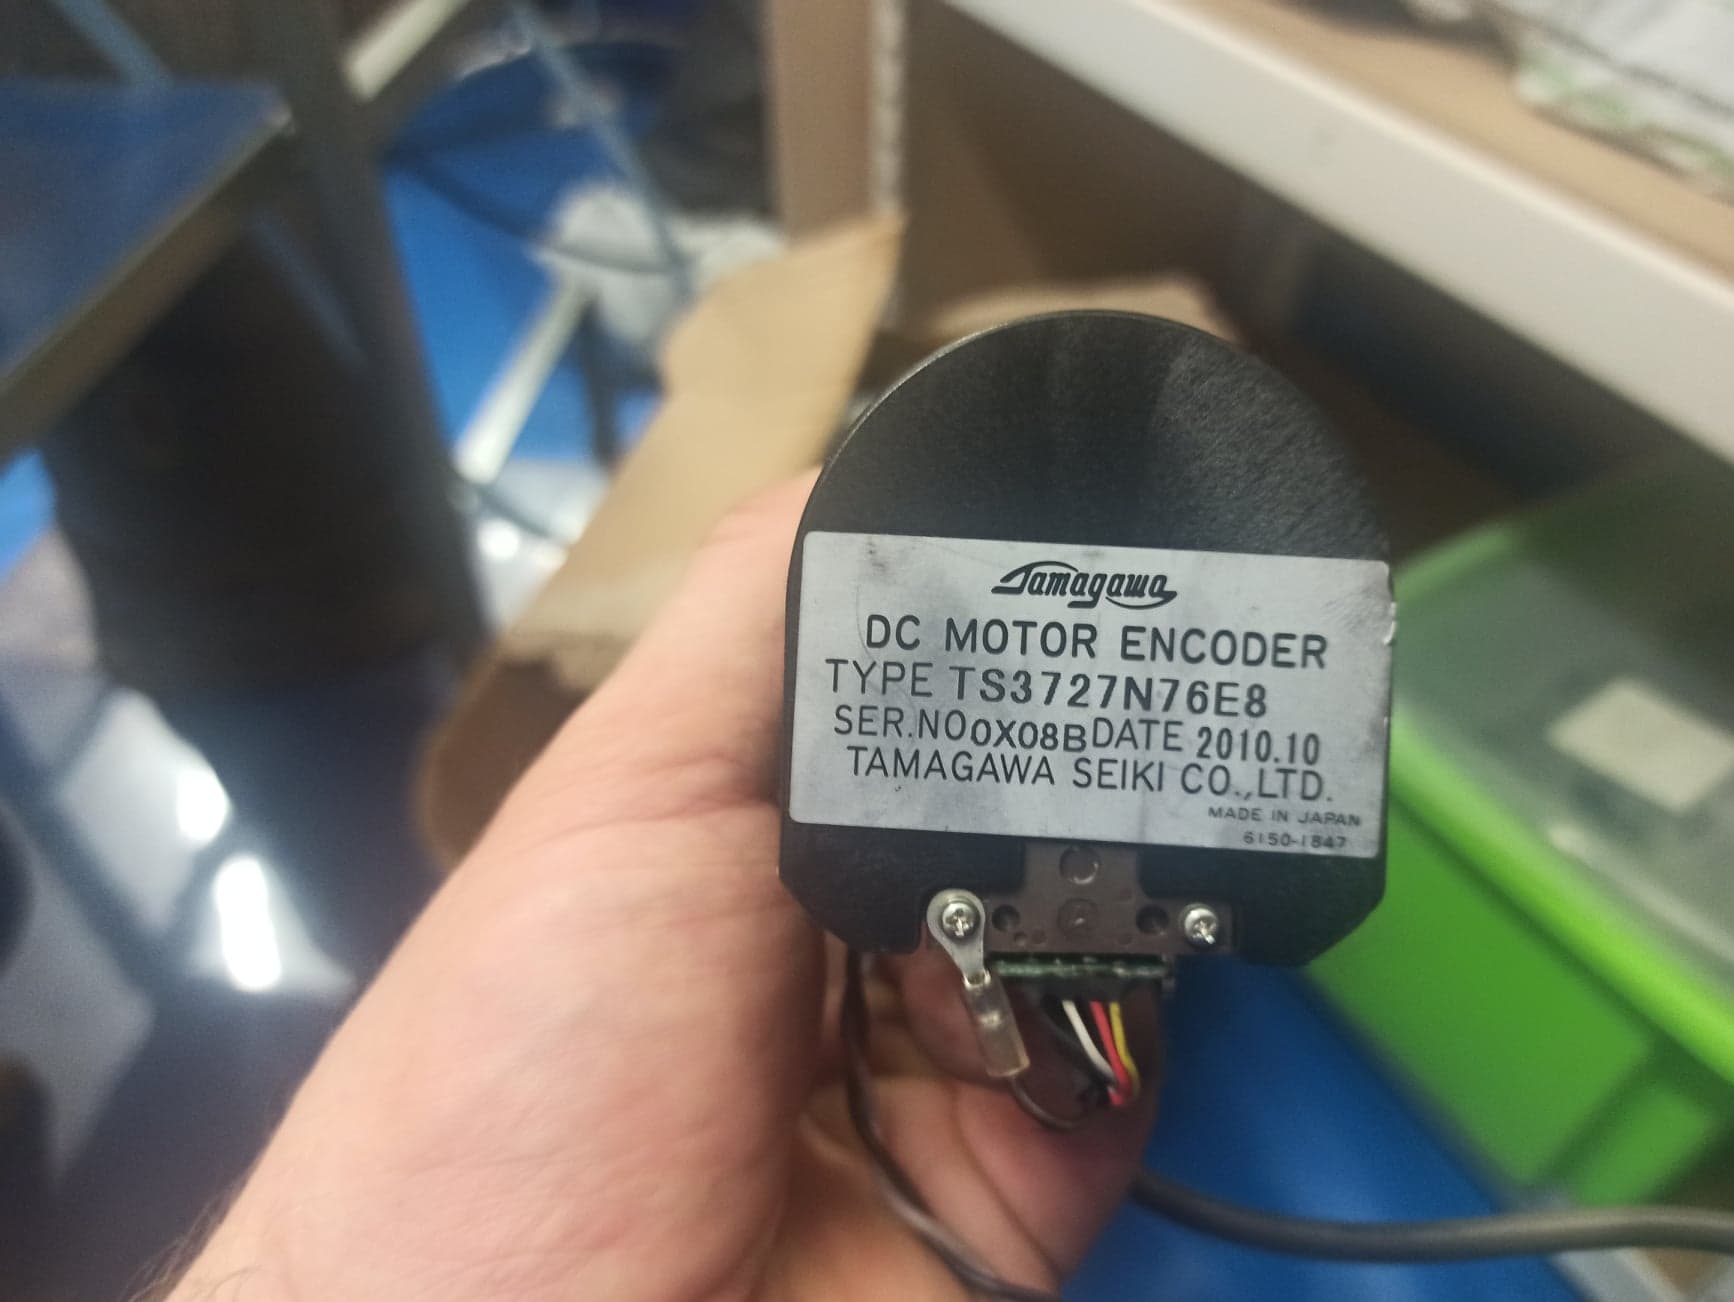 Tamagawa
DC MOTOR ENCODER
TYPE TS3727N76E8
SER.NO0X08B DATE 2010.10
TAMAGAWA SEIKI CO.,LTD.
MADE IN JAPAN
6150-1847